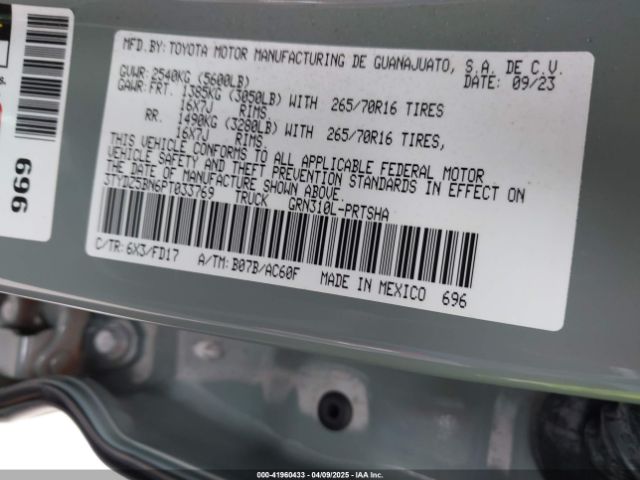 MFD.BY: TOYOTA MOTOR MANUFACTURING DE GUANAJUATO, S.A. DE C.V.
GVWR: 2540KG (5600LB) DATE: 09/23
GAWR: FRT. 1385KG (3050LB) WITH 265/70R16 TIRES
16X7J RIMS
RR. 1490KG (3280LB) WITH 265/70R16 TIRES,
16X7J RIMS
THIS VEHICLE CONFORMS TO ALL APPLICABLE FEDERAL MOTOR
VEHICLE SAFETY AND THEFT PREVENTION STANDARDS IN EFFECT ON
THE DATE OF MANUFACTURE SHOWN ABOVE.
3TYDZ5BN6PT033769 TRUCK GRN310L-PRTSHA
C/TR: 6X3/FD17 A/TM: B07B/AC60F
MADE IN MEXICO 696
969
s.
000-41960433 - 04/09/2025 - IAAI, Inc.